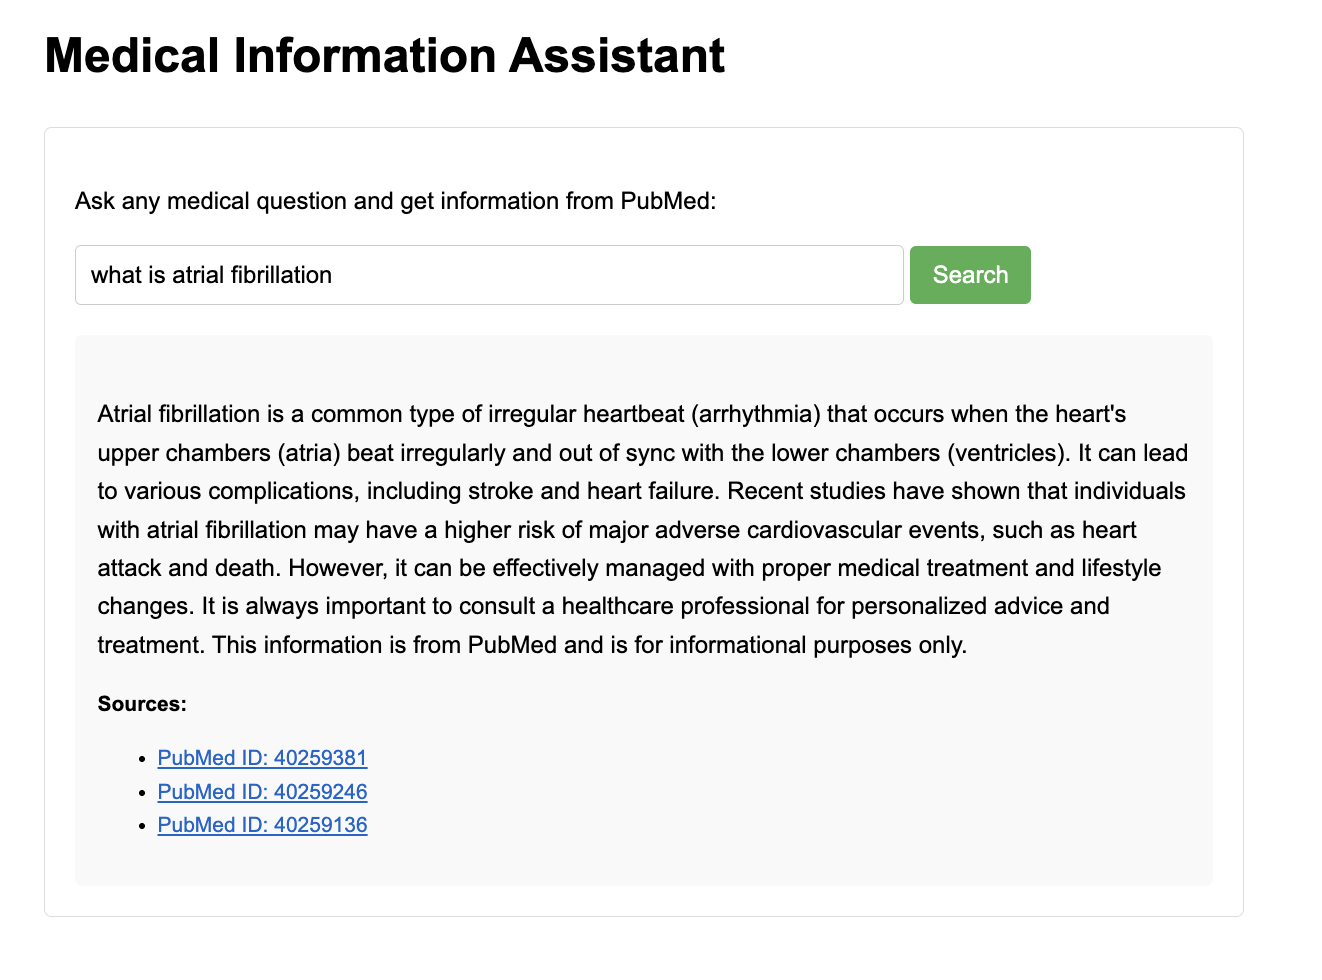 Medical Information Assistant
Ask any medical question and get information from PubMed:
what is atrial fibrillation
Search
Atrial fibrillation is a common type of irregular heartbeat (arrhythmia) that occurs when the heart's
upper chambers (atria) beat irregularly and out of sync with the lower chambers (ventricles). It can lead
to various complications, including stroke and heart failure. Recent studies have shown that individuals
with atrial fibrillation may have a higher risk of major adverse cardiovascular events, such as heart
attack and death. However, it can be effectively managed with proper medical treatment and lifestyle
changes. It is always important to consult a healthcare professional for personalized advice and
treatment. This information is from PubMed and is for informational purposes only.
Sources:
• PubMed ID: 40259381
• PubMed ID: 40259246
• PubMed ID: 40259136